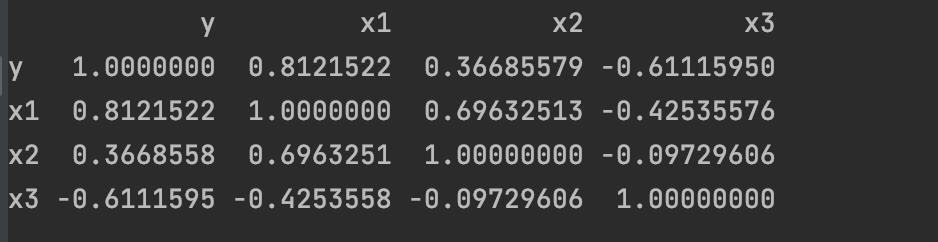 y x1 x2 x3
y 1.0000000 0.8121522 0.36685579 -0.61115950
x1 0.8121522 1.0000000 0.69632513 -0.42535576
x2 0.3668558 0.6963251 1.00000000 -0.09729606
x3 -0.6111595 -0.4253558 -0.09729606 1.00000000